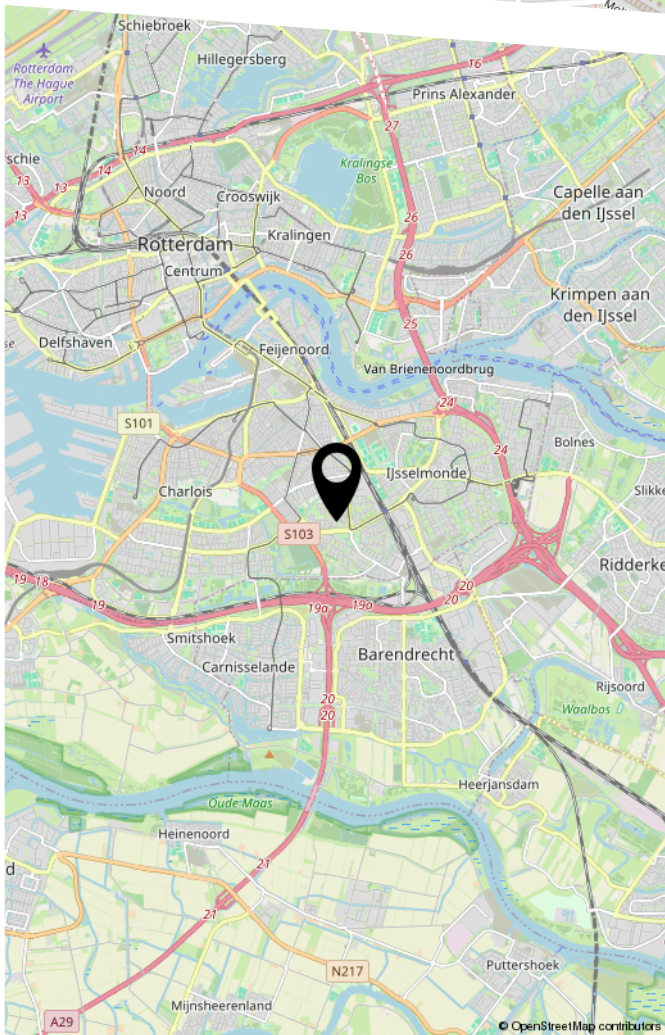 Schiebroek
Hillegersberg
Rotterdam
The Hague
Airport
16
Prins Alexander
27
14
schie
13
14
13
13
Kralingse
Bos
Noord
Crooswijk
26
Capelle aan
den IJssel
Kralingen
Rotterdam
26
Centrum
Krimpen aan
den IJssel
25
Delfshaven
Feijenoord
Van Brienenoordbrug
24
S101
24
Bolnes
IJsselmonde
Charlois
Slikke
S103
Ridderke
19
18
19
19a
19a
20
20
Smitshoek
Carnisselande
Barendrecht
Rijsoord
20
20
Waalbos
Heerjansdam
Oude Maas
Heinenoord
d
21
21
N217
Puttershoek
Mijnsheerenland
A29
© OpenStreetMap contributors